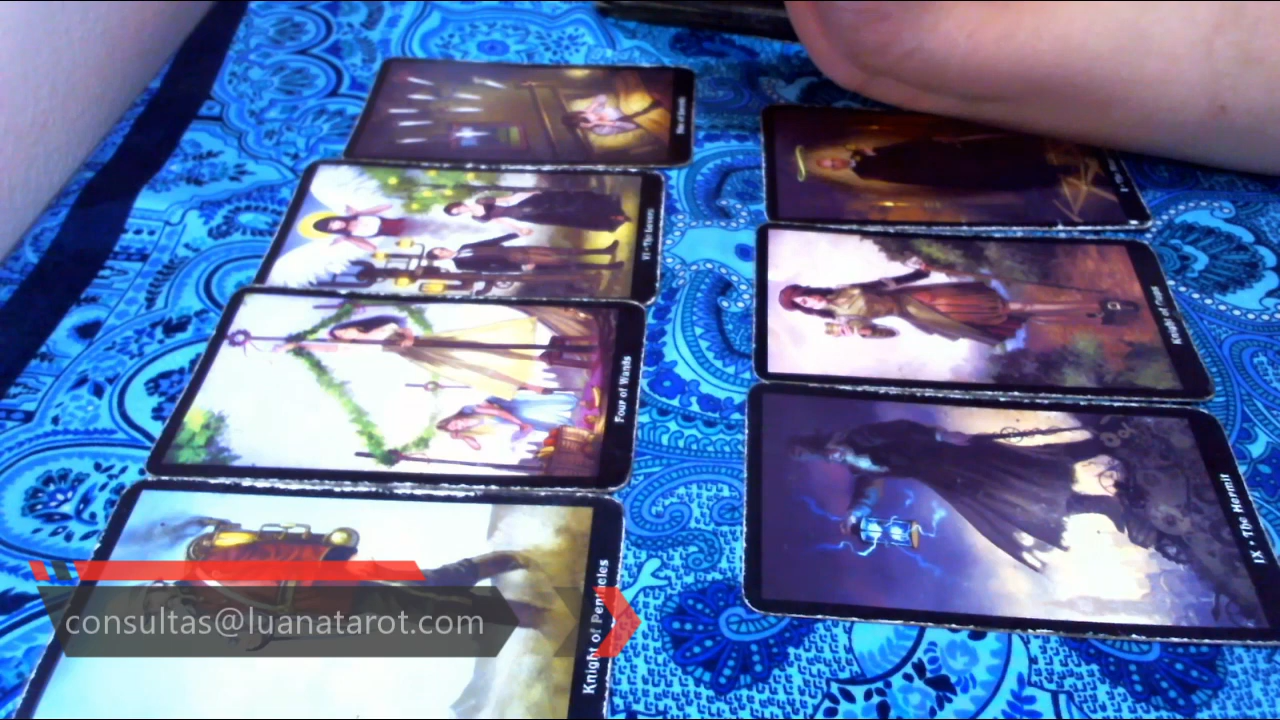 VI • The Lovers
Four of Wands
Knight of Pentacles
Knight of Cups
IX • The Hermit
consultas@luanatarot.com